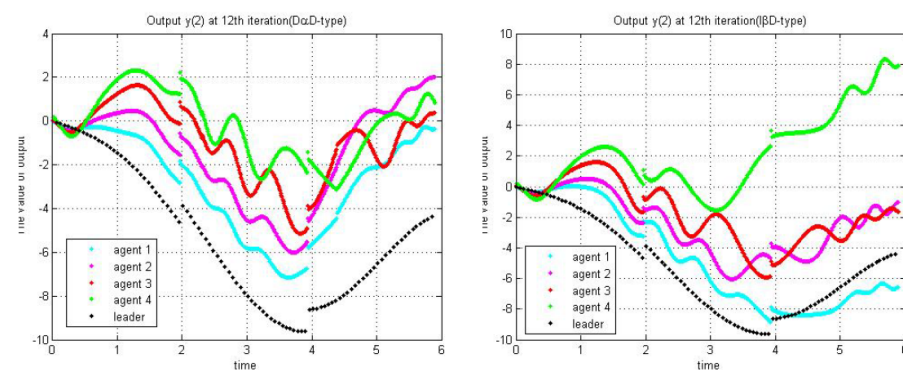 Output y(2) at 12th iteration(DαD-type)
4
2
0
-2
-4
-6
-8
-10
agent 1
agent 2
agent 3
agent 4
leader
0 1 2 3 4 5 6
time
Output y(2) at 12th iteration(IβD-type)
10
8
6
4
2
0
-2
-4
-6
-8
-10
agent 1
agent 2
agent 3
agent 4
leader
0 1 2 3 4 5 6
time